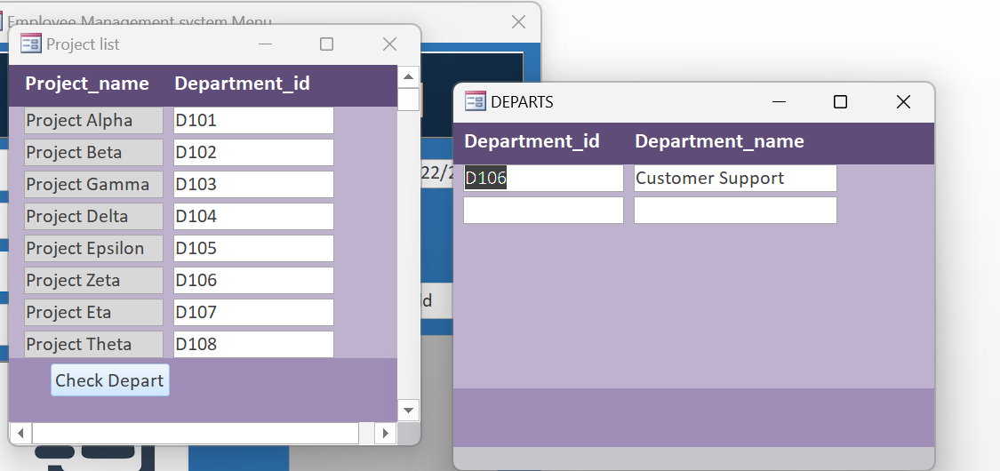 Employee Management system Menu
Project list
Project_name Department_id
Project Alpha D101
Project Beta D102
Project Gamma D103
Project Delta D104
Project Epsilon D105
Project Zeta D106
Project Eta D107
Project Theta D108
Check Depart
22/
ld
DEPARTS
Department_id Department_name
D106 Customer Support